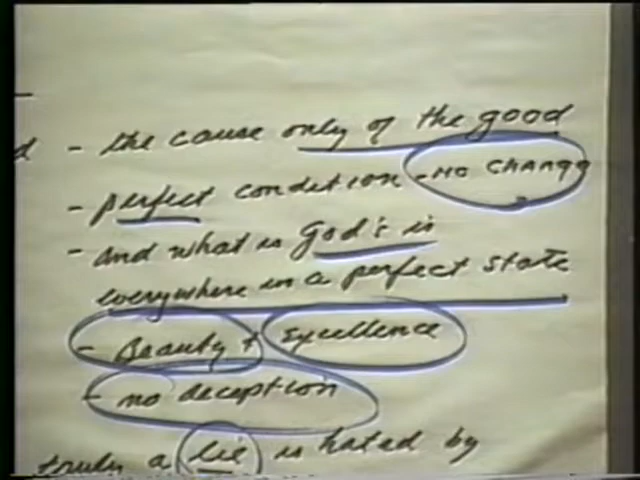 d - the cause only of the good
- perfect condition - no change
- and what is God's is
everywhere in a perfect state
- Beauty + Excellence
- no deception
truly a lie is hated by